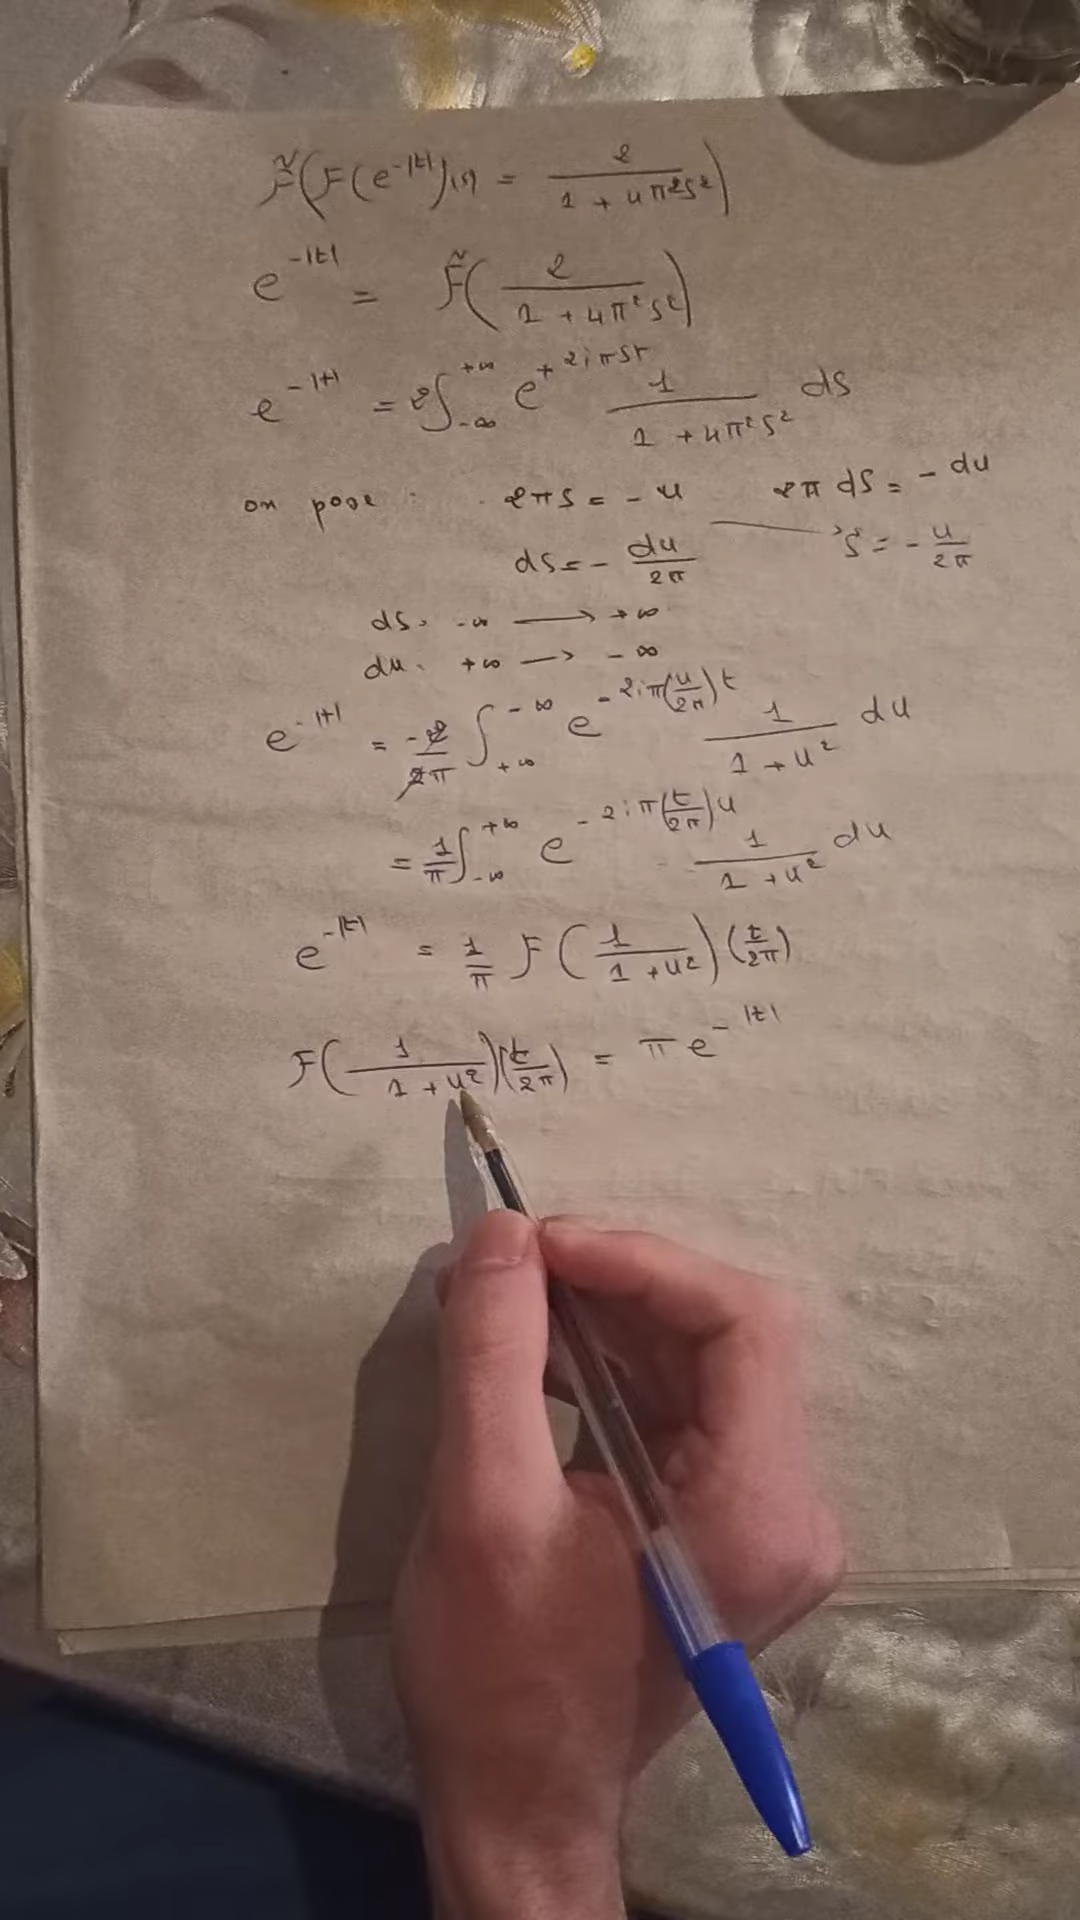 F̃(F(e^{-|t|})(s) = 2/(1 + 4π²s²))
e^{-|t|} = F̃(2/(1 + 4π²s²))
e^{-|t|} = 2∫_{-∞}^{+∞} e^{+2iπst} 1/(1 + 4π²s²) ds
on pose : 2πs = - u 2π ds = - du
ds = - du/2π → s = - u/2π
ds. -∞ → +∞
du. +∞ → -∞
e^{-|t|} = -2/2π ∫_{+∞}^{-∞} e^{-2iπ(u/2π)t} 1/(1 + u²) du
= 1/π ∫_{-∞}^{+∞} e^{-2iπ(t/2π)u} 1/(1 + u²) du
e^{-|t|} = 1/π F(1/(1 + u²))(t/2π)
F(1/(1 + u²))(t/2π) = π e^{-|t|}